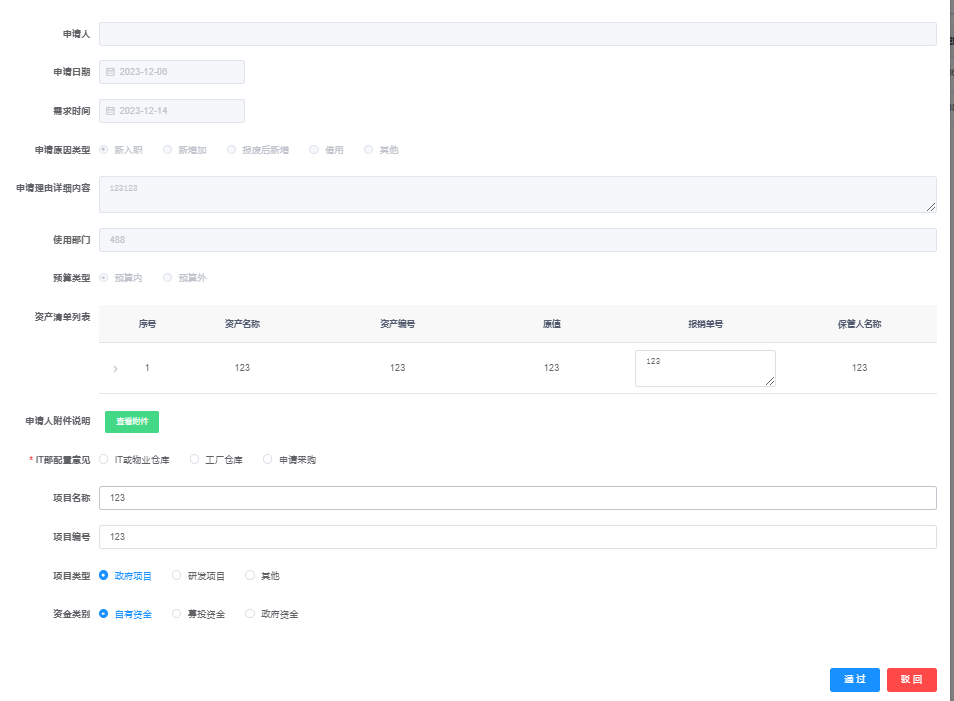 申请人
申请日期 2023-12-06
需求时间 2023-12-14
申请原因类型 新入职 新增加 报废后新增 借用 其他
申请理由详细内容 123123
使用部门 488
预算类型 预算内 预算外
资产清单列表 序号 资产名称 资产编号 原值 报销单号 保管人名称
1 123 123 123 123 123
申请人附件说明 查看附件
* IT部配置意见 IT或物业仓库 工厂仓库 申请采购
项目名称 123
项目编号 123
项目类型 政府项目 研发项目 其他
资金类别 自有资金 募投资金 政府资金
通过 驳回